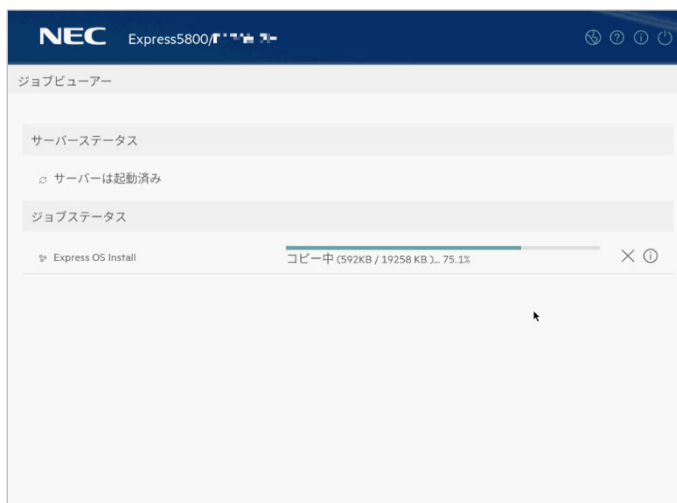 NEC Express5800/
ジョブビューアー
サーバーステータス
サーバーは起動済み
ジョブステータス
Express OS Install
コピー中 (592KB / 19258 KB )... 75.1%